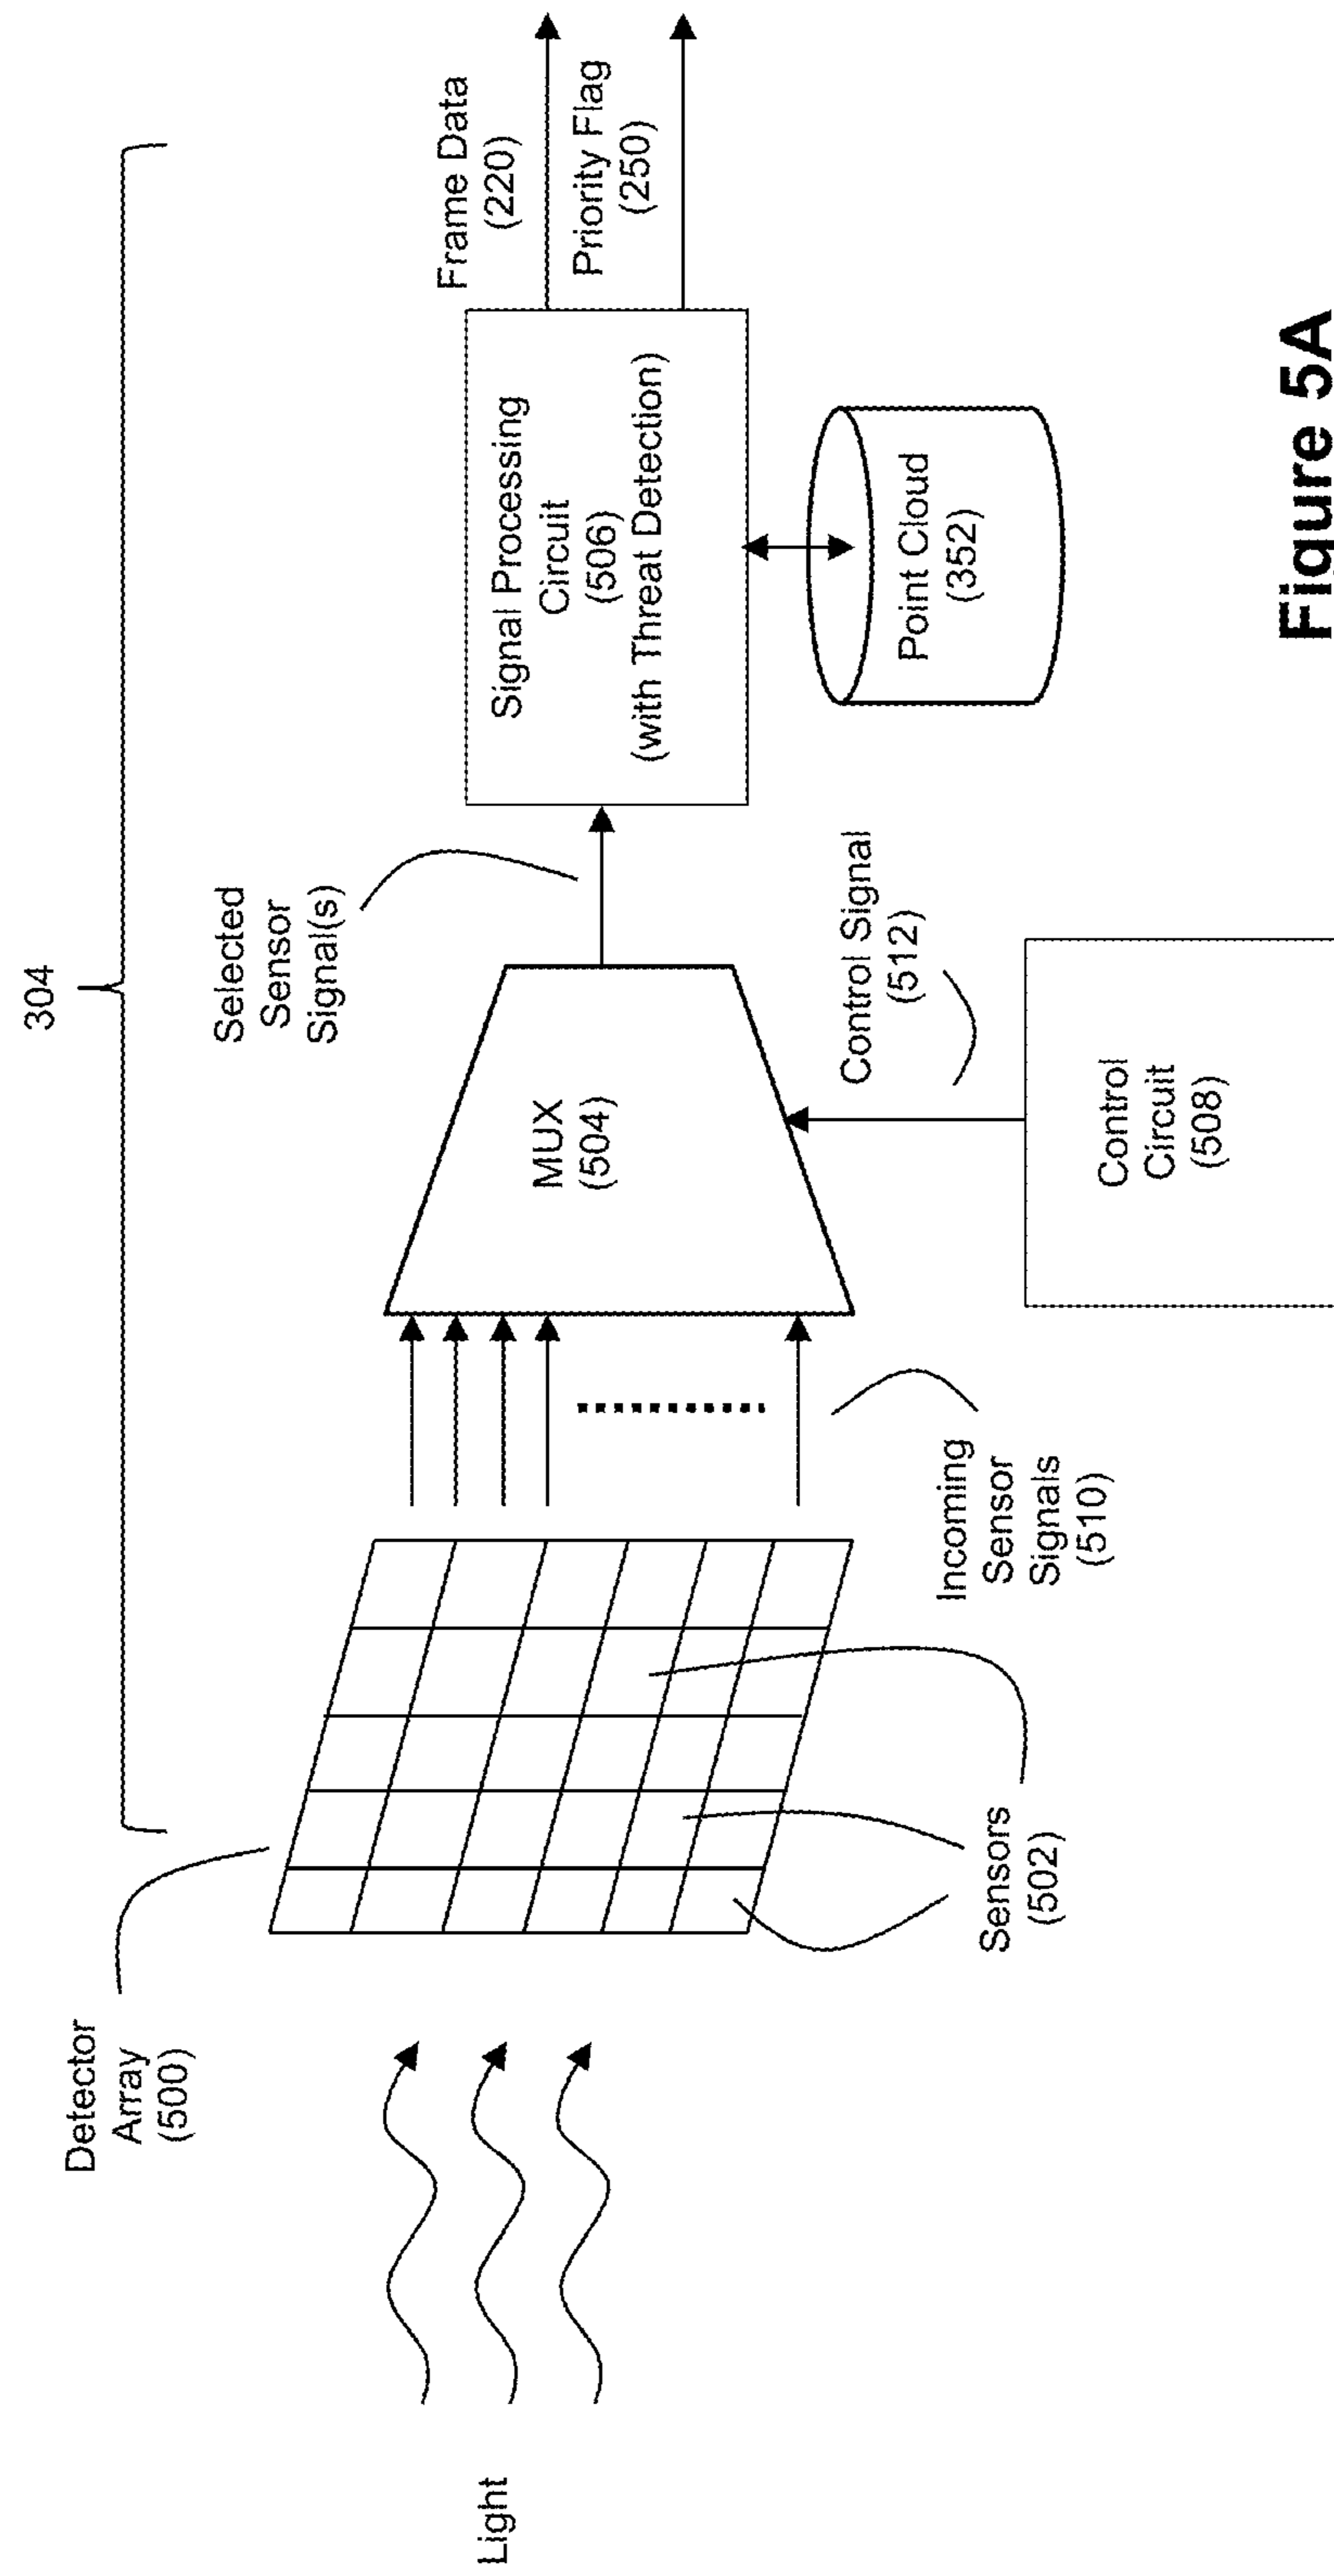 304
Detector
Array
(500)
Selected
Sensor
Signal(s)
Frame Data
(220)
Priority Flag
(250)
Light
MUX
(504)
Signal Processing
Circuit
(506)
(with Threat Detection)
Sensors
(502)
Incoming
Sensor
Signals
(510)
Control Signal
(512)
Point Cloud
(352)
Control
Circuit
(508)
Figure 5A